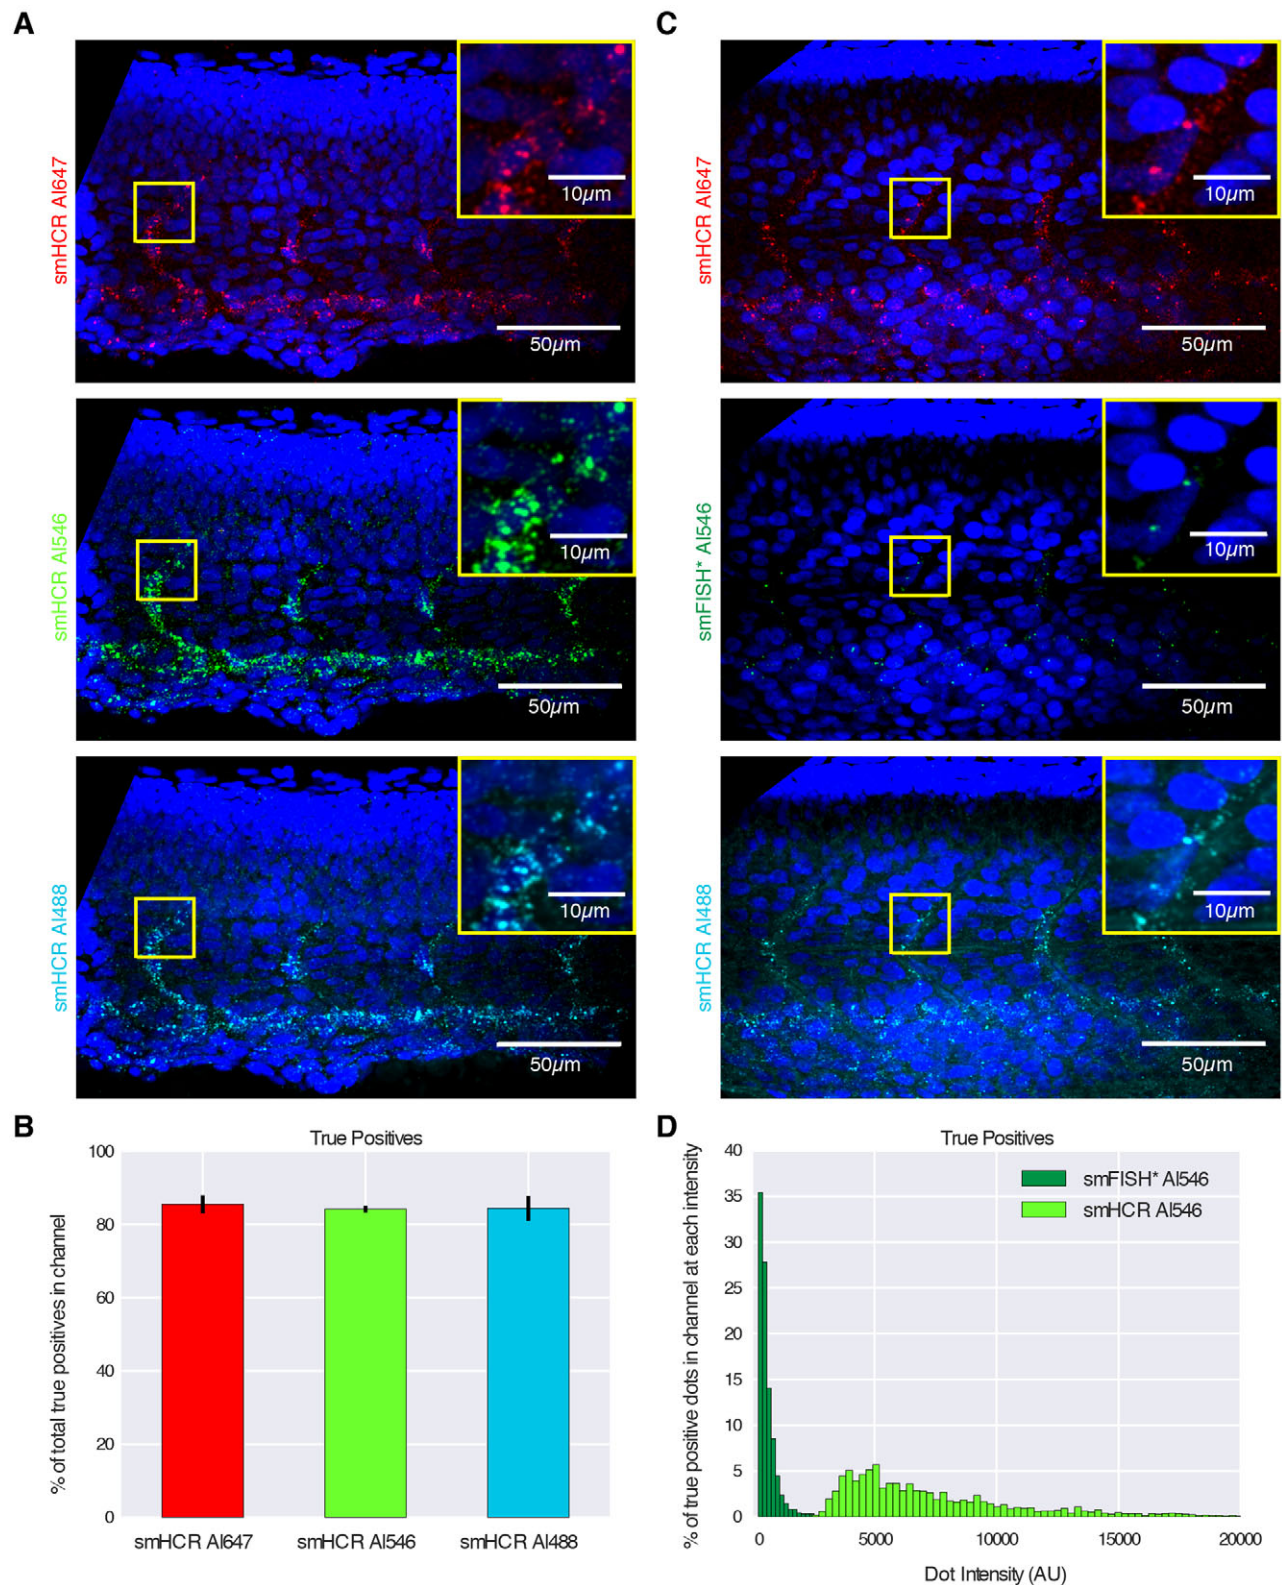 A
smHCR Al647
10µm
50µm
smHCR Al546
10µm
50µm
smHCR Al488
10µm
50µm
C
smHCR Al647
10µm
50µm
smFISH* Al546
10µm
50µm
smHCR Al488
10µm
50µm
B
True Positives
% of total true positives in channel
100
80
60
40
20
0
smHCR Al647
smHCR Al546
smHCR Al488
D
True Positives
% of true positive dots in channel at each intensity
40
35
30
25
20
15
10
5
0
smFISH* Al546
smHCR Al546
0
5000
10000
15000
20000
Dot Intensity (AU)